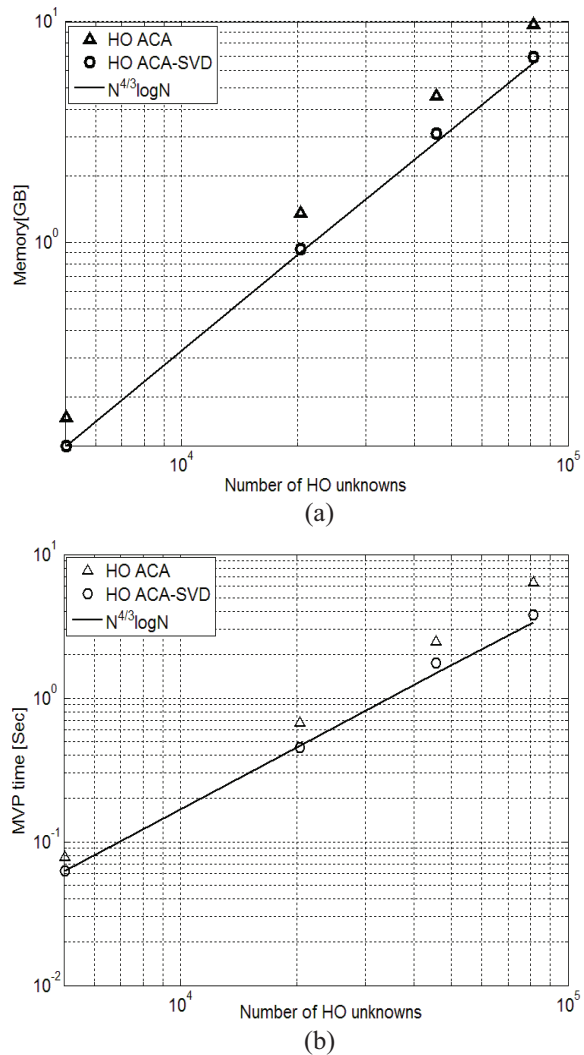 10^1
HO ACA
HO ACA-SVD
N^4/3logN
Memory[GB]
10^0
10^4
10^5
Number of HO unknowns
(a)
10^1
HO ACA
HO ACA-SVD
N^4/3logN
10^0
MVP time [Sec]
10^-1
10^-2
10^4
10^5
Number of HO unknowns
(b)